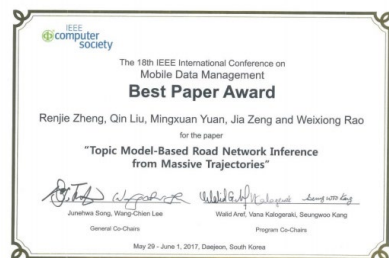 IEEE
computer
society
The 18th IEEE International Conference on
Mobile Data Management
Best Paper Award
Renjie Zheng, Qin Liu, Mingxuan Yuan, Jia Zeng and Weixiong Rao
for the paper
"Topic Model-Based Road Network Inference
from Massive Trajectories"
Junehwa Song, Wang-Chien Lee
Walid Aref, Vana Kalogeraki, Seungwoo Kang
General Co-Chairs
Program Co-Chairs
May 29 - June 1, 2017, Daejeon, South Korea